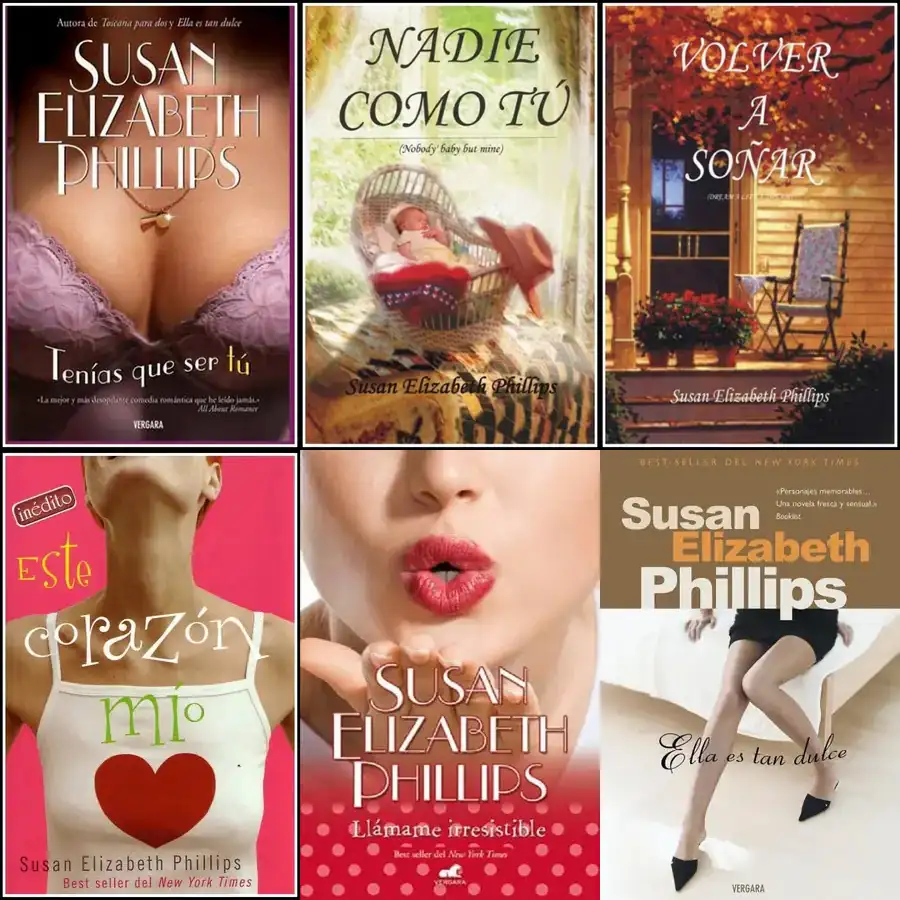 Autora de Toscana para dos y Ella es tan dulce
SUSAN
ELIZABETH
PHILLIPS
Tenías que ser tú
«La mejor y más desopilante comedia romántica que he leído jamás.»
All About Romance
VERGARA
NADIE
COMO TÚ
(Nobody' baby but mine)
Susan Elizabeth Phillips
VOLVER
A
SOÑAR
Susan Elizabeth Phillips
inédito
Este
corazón
mío
Susan Elizabeth Phillips
Best seller del New York Times
SUSAN
ELIZABETH
PHILLIPS
Llámame irresistible
Best seller del New York Times
VERGARA
BEST-SELLER DEL NEW YORK TIMES
«Personajes memorables...
Una novela fresca y sensual.»
Booklist
Susan
Elizabeth
Phillips
Ella es tan dulce
VERGARA